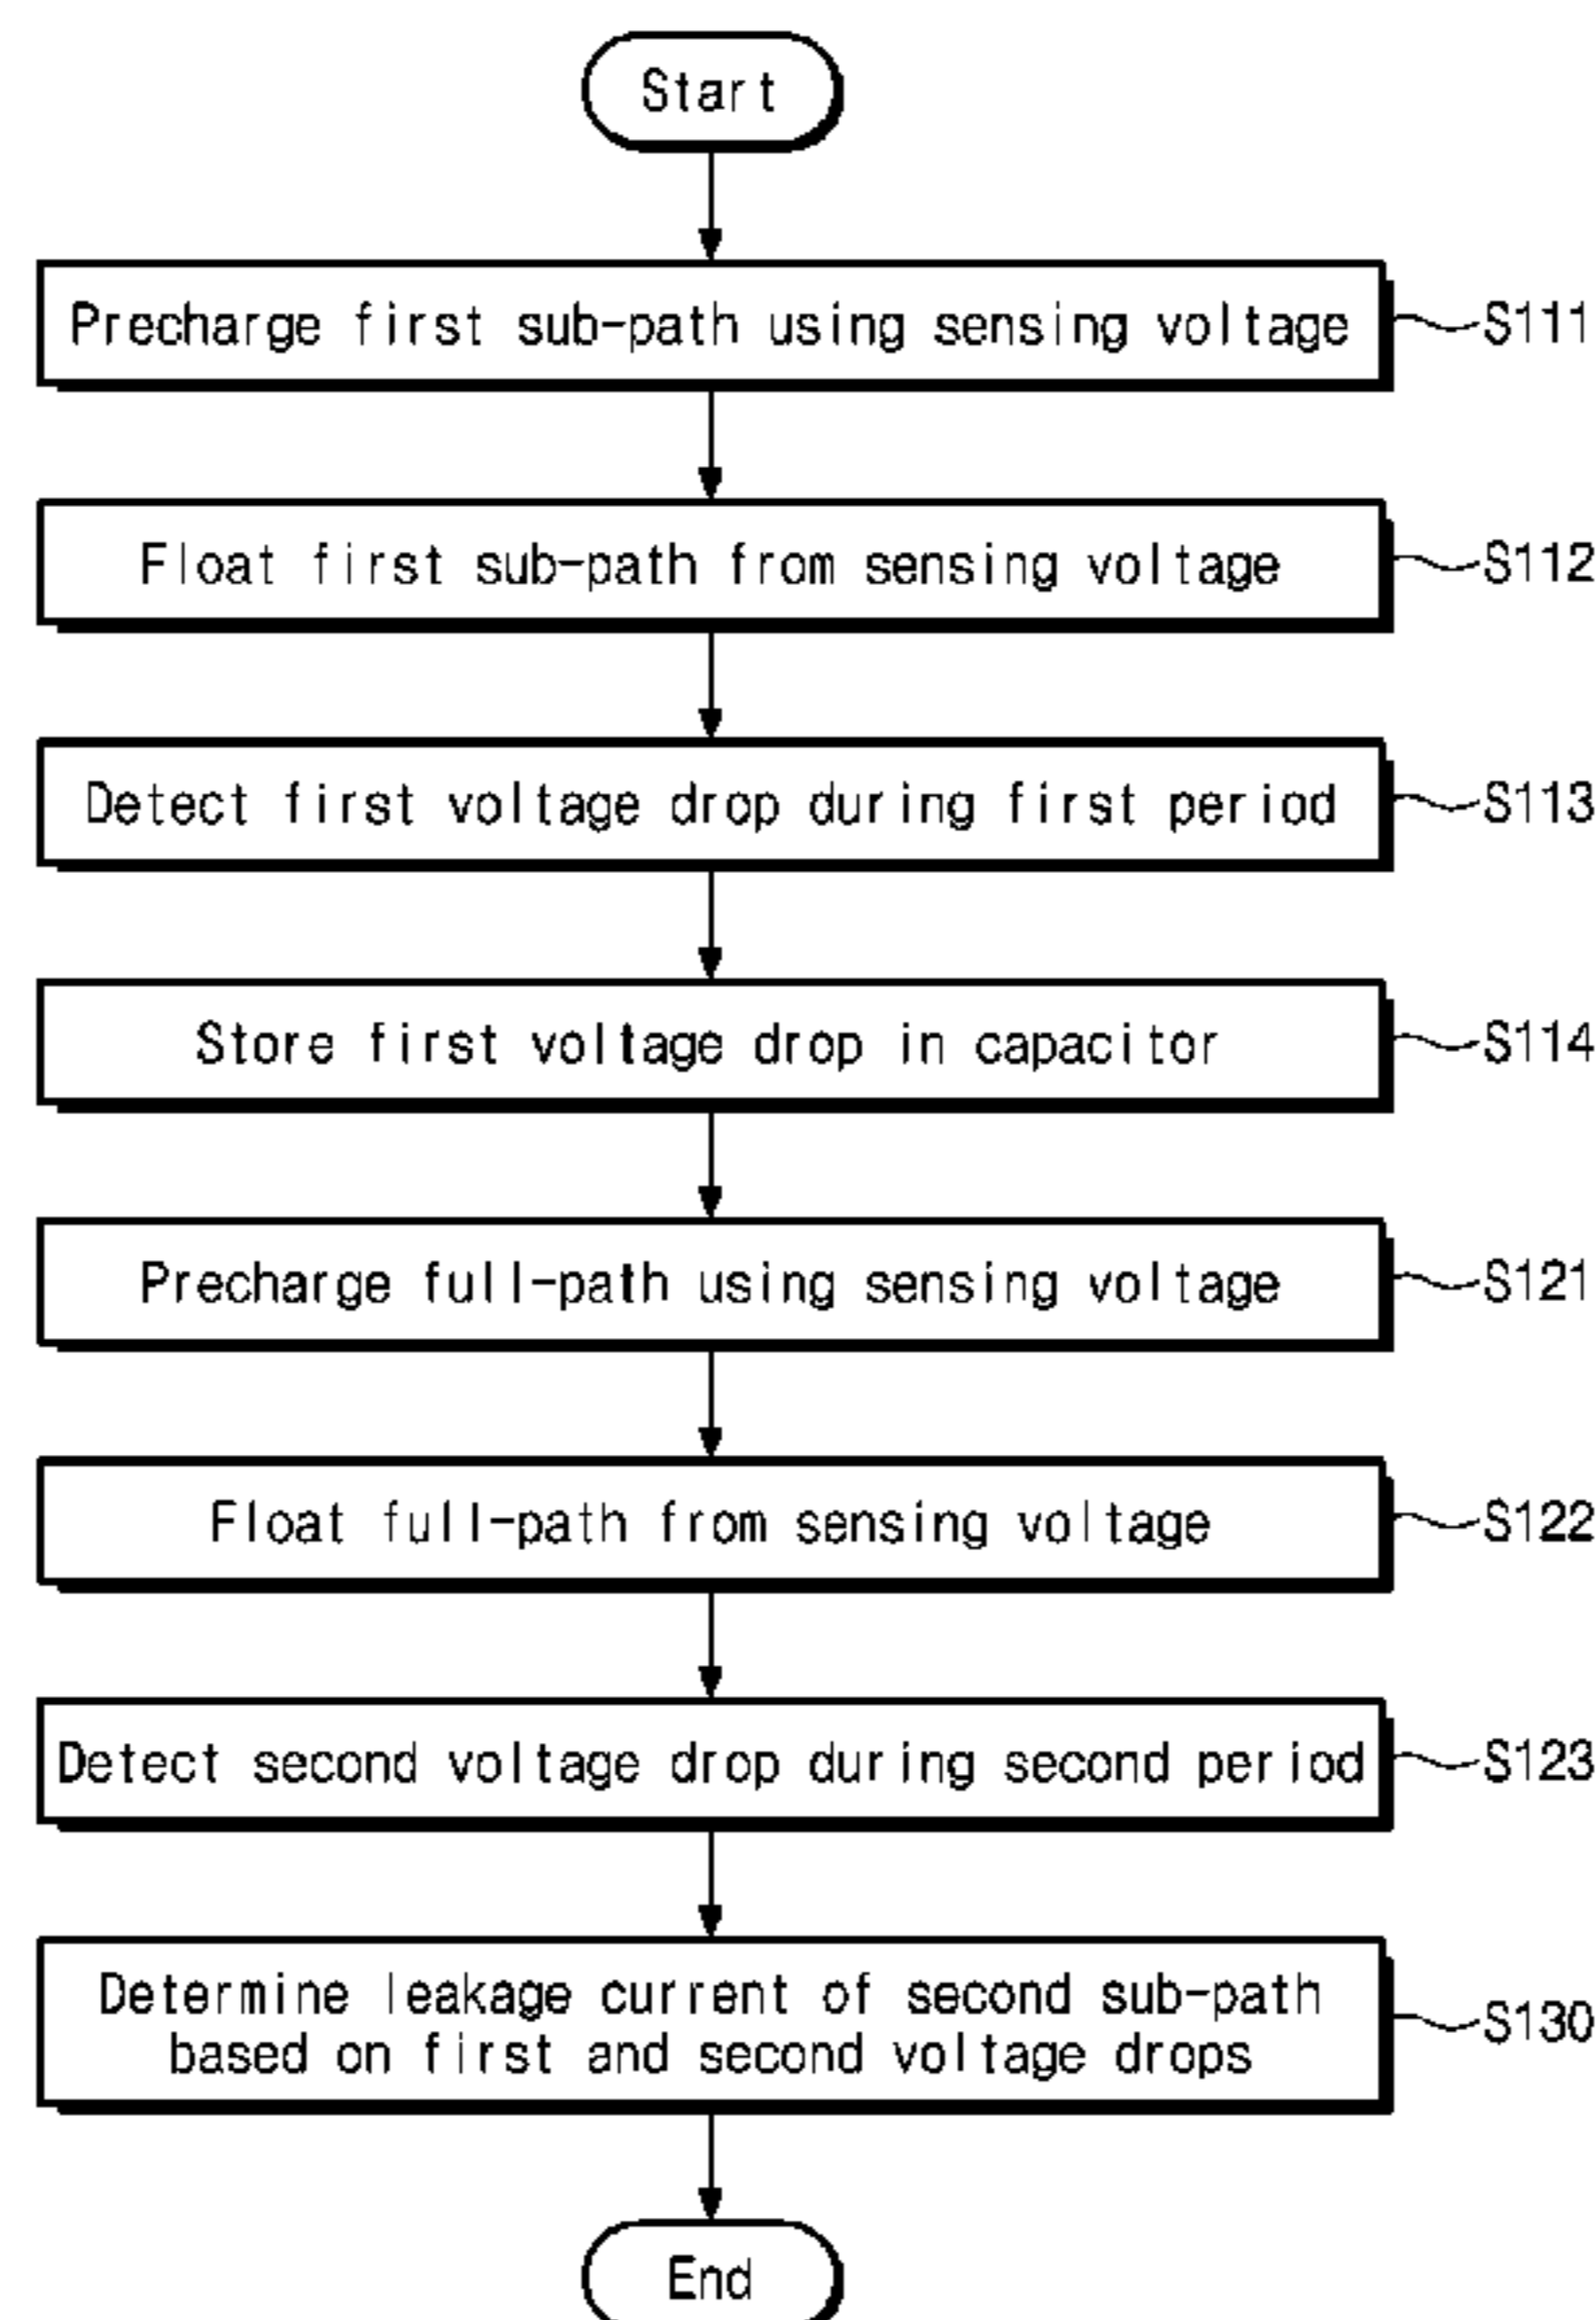 Start
Precharge first sub-path using sensing voltage
S111
Float first sub-path from sensing voltage
S112
Detect first voltage drop during first period
S113
Store first voltage drop in capacitor
S114
Precharge full-path using sensing voltage
S121
Float full-path from sensing voltage
S122
Detect second voltage drop during second period
S123
Determine leakage current of second sub-path
based on first and second voltage drops
S130
End